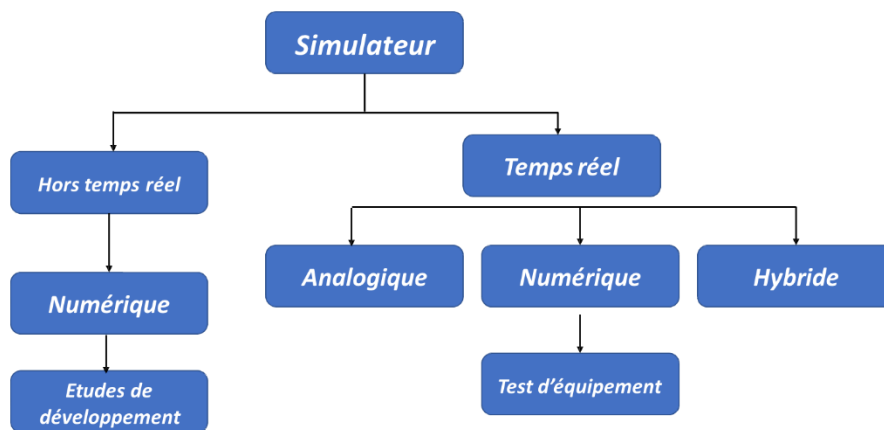 Simulateur
Hors temps réel
Temps réel
Analogique
Numérique
Hybride
Numérique
Etudes de
développement
Test d'équipement